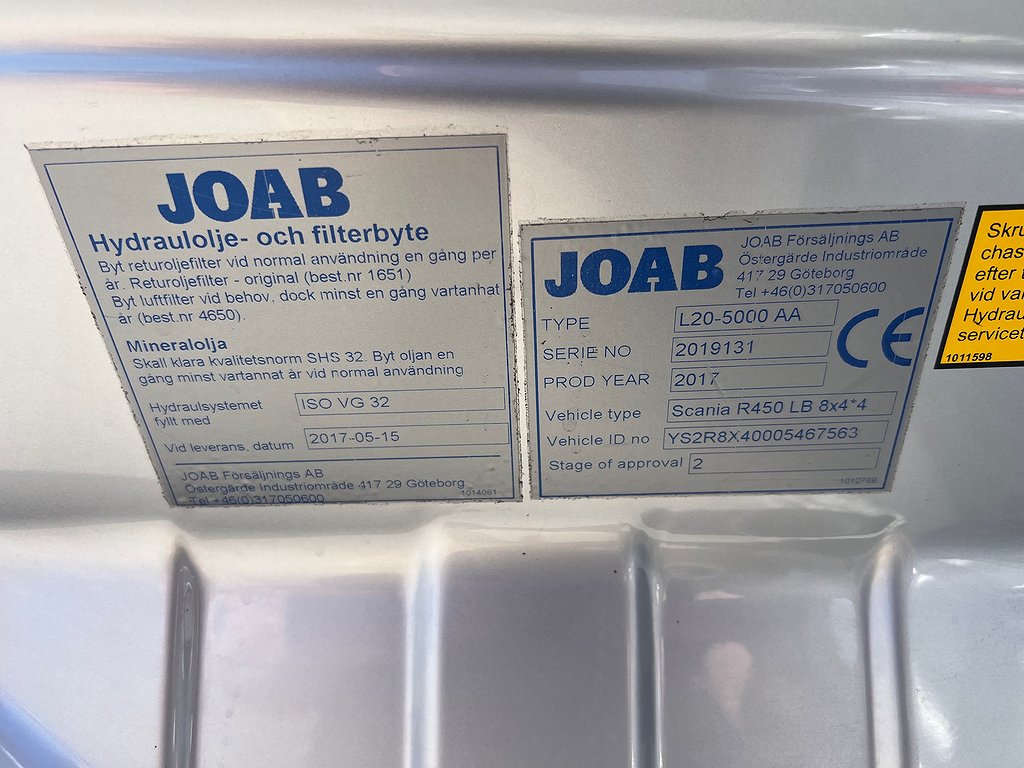 JOAB
Hydraulolje- och filterbyte
Byt returoljefilter vid normal användning en gång per
år. Returoljefilter - original (best.nr 1651)
Byt luftfilter vid behov, dock minst en gång vartanhat
år (best.nr 4650).
Mineralolja
Skall klara kvalitetsnorm SHS 32. Byt oljan en
gång minst vartannat år vid normal användning
Hydraulsystemet
fyllt med
ISO VG 32
Vid leverans, datum
2017-05-15
JOAB Försäljnings AB
Östergärde Industriområde 417 29 Göteborg
Tel +46(0)317050600
1014061
JOAB
JOAB Försäljnings AB
Östergärde Industriområde
417 29 Göteborg
Tel +46(0)317050600
TYPE L20-5000 AA
SERIE NO 2019131
PROD YEAR 2017
CE
Vehicle type Scania R450 LB 8x4*4
Vehicle ID no YS2R8X40005467563
Stage of approval 2
1012769
Skru
chas
efter t
vid var
Hydrau
servicet
1011598